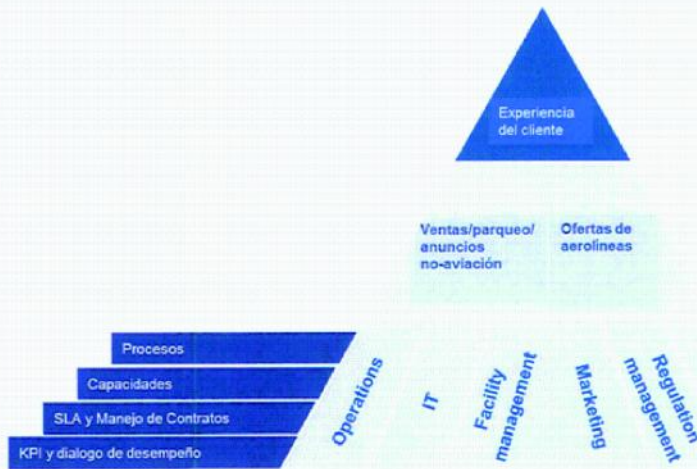 Experiencia
del cliente
Ventas/parqueo/
anuncios
no-aviación
Ofertas de
aerolineas
Procesos
Capacidades
SLA y Manejo de Contratos
KPI y dialogo de desempeño
Operations
IT
Facility
management
Marketing
Regulation
management